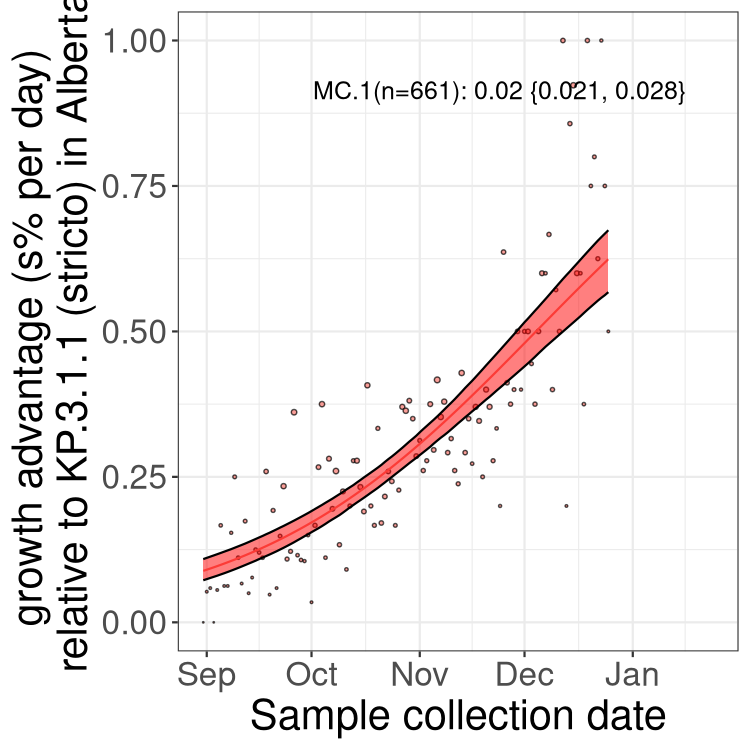 growth advantage (s% per day)
relative to KP.3.1.1 (stricto) in Alberta
1.00
0.75
0.50
0.25
0.00
MC.1(n=661): 0.02 {0.021, 0.028}
Sep Oct Nov Dec Jan
Sample collection date